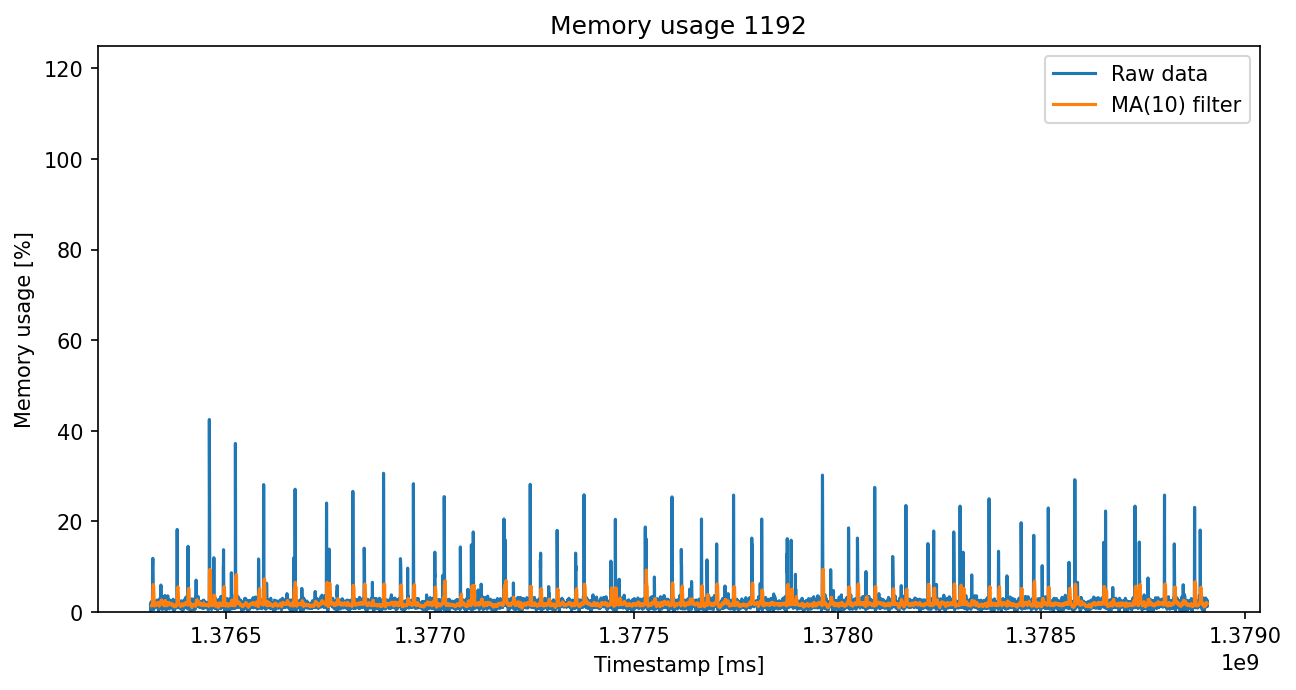 Memory usage 1192
Raw data
MA(10) filter
Memory usage [%]
120
100
80
60
40
20
0
1.3765 1.3770 1.3775 1.3780 1.3785 1.3790
1e9
Timestamp [ms]